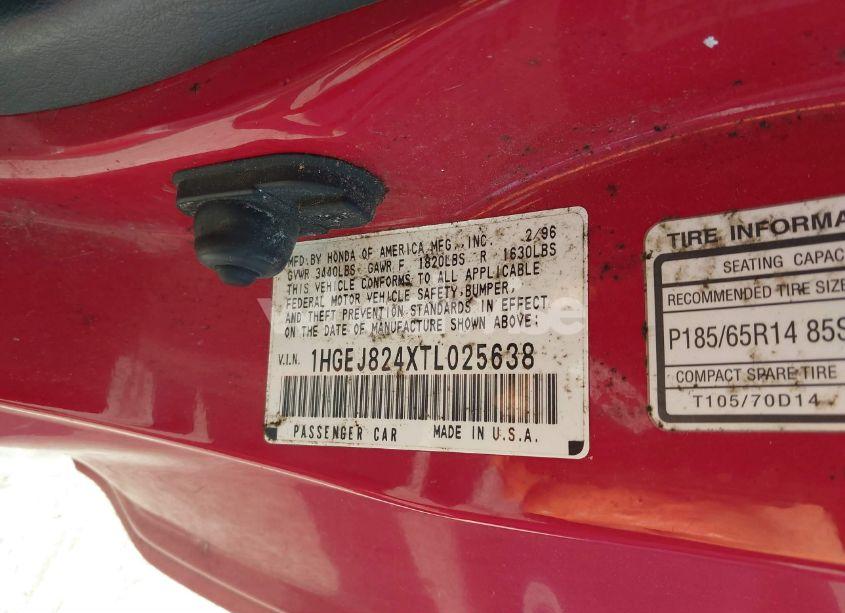 MFD.BY HONDA OF AMERICA MFG.,INC. 2/96
GVWR 3440LBS GAWR F 1820LBS R 1630LBS
THIS VEHICLE CONFORMS TO ALL APPLICABLE
FEDERAL MOTOR VEHICLE SAFETY,BUMPER,
AND THEFT PREVENTION STANDARDS IN EFFECT
ON THE DATE OF MANUFACTURE SHOWN ABOVE:
V.I.N. 1HGEJ824XTL025638
PASSENGER CAR MADE IN U.S.A.
TIRE INFORMA
SEATING CAPAC
RECOMMENDED TIRE SIZE
P185/65R14 85S
COMPACT SPARE TIRE
T105/70D14